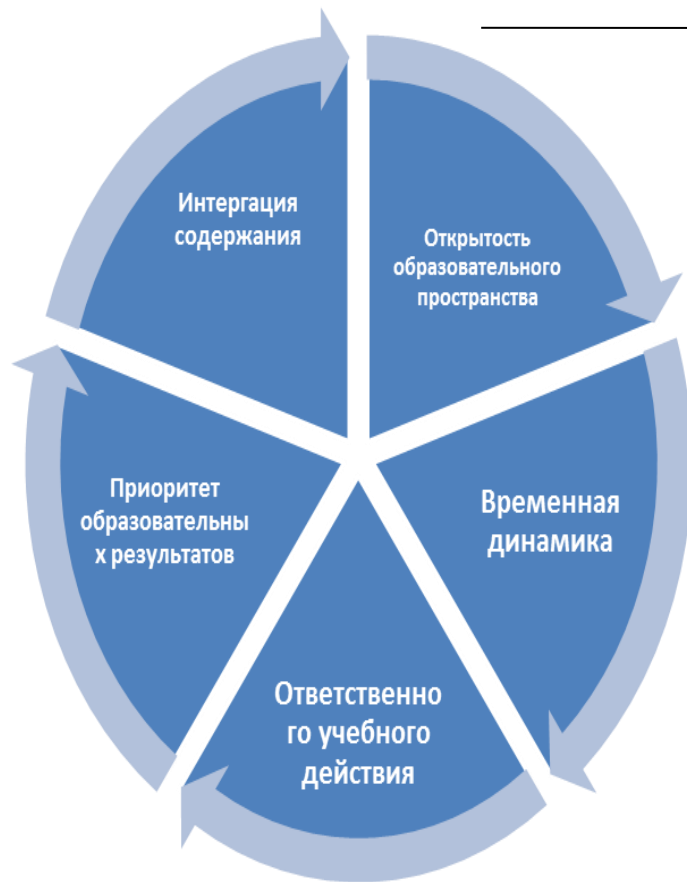 Интергация
содержания
Открытость
образовательного
пространства
Приоритет
образовательны
х результатов
Временная
динамика
Ответственно
го учебного
действия